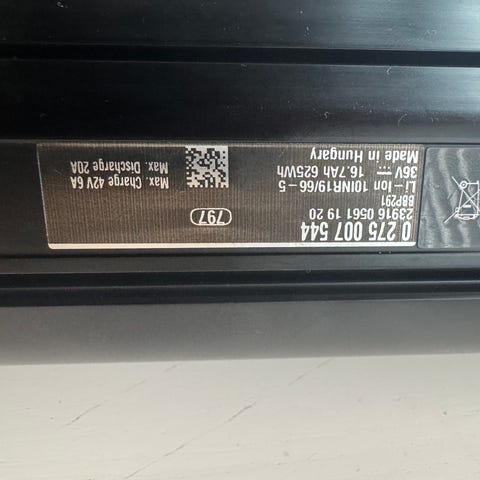 0 275 007 544
23916 0561 19 20
BBP291
Li-Ion 10INR19/66-5
36V 16.7Ah 625Wh
Made in Hungary
797
Max. Charge 42V 6A
Max. Discharge 20A